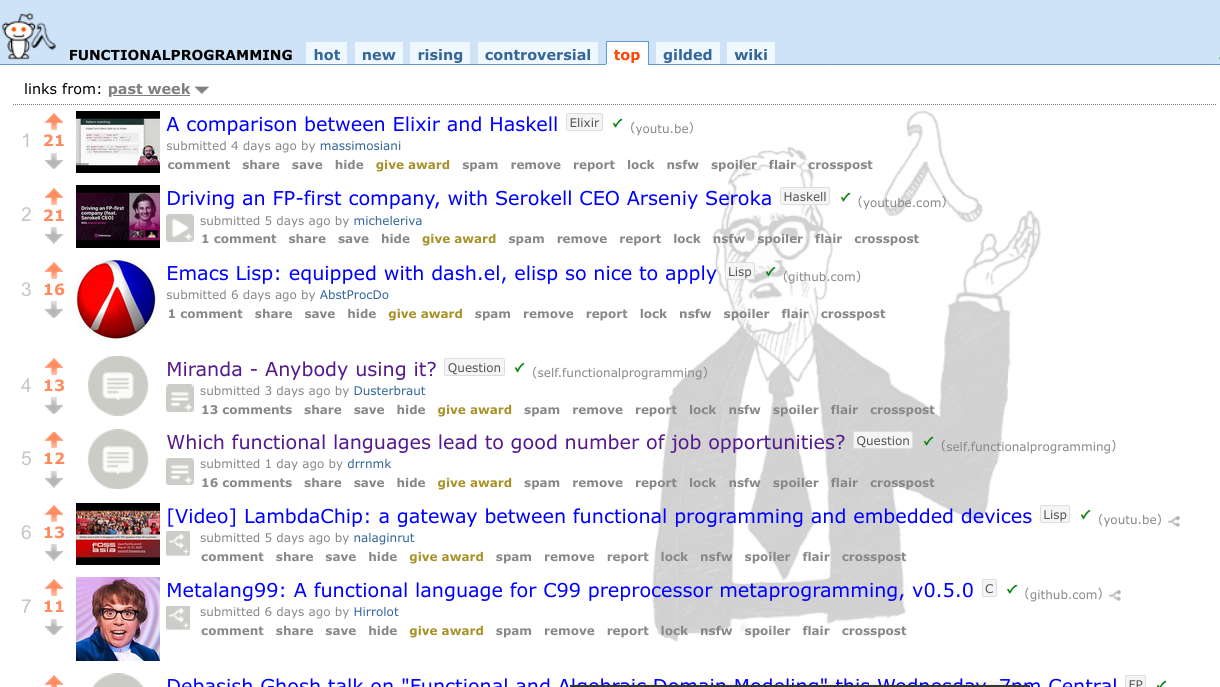 FUNCTIONALPROGRAMMING hot new rising controversial top gilded wiki
links from: past week
1 21 A comparison between Elixir and Haskell Elixir ✓ (youtu.be)
submitted 4 days ago by massimosiani
comment share save hide give award spam remove report lock nsfw spoiler flair crosspost
2 21 Driving an FP-first company, with Serokell CEO Arseniy Seroka Haskell ✓ (youtube.com)
submitted 5 days ago by micheleriva
1 comment share save hide give award spam remove report lock nsfw spoiler flair crosspost
3 16 Emacs Lisp: equipped with dash.el, elisp so nice to apply Lisp ✓ (github.com)
submitted 6 days ago by AbstProcDo
1 comment share save hide give award spam remove report lock nsfw spoiler flair crosspost
4 13 Miranda - Anybody using it? Question ✓ (self.functionalprogramming)
submitted 3 days ago by Dusterbraut
13 comments share save hide give award spam remove report lock nsfw spoiler flair crosspost
5 12 Which functional languages lead to good number of job opportunities? Question ✓ (self.functionalprogramming)
submitted 1 day ago by drrnmk
16 comments share save hide give award spam remove report lock nsfw spoiler flair crosspost
6 13 [Video] LambdaChip: a gateway between functional programming and embedded devices Lisp ✓ (youtu.be)
submitted 5 days ago by nalaginrut
comment share save hide give award spam remove report lock nsfw spoiler flair crosspost
7 11 Metalang99: A functional language for C99 preprocessor metaprogramming, v0.5.0 C ✓ (github.com)
submitted 6 days ago by Hirrolot
comment share save hide give award spam remove report lock nsfw spoiler flair crosspost
Debasish Ghosh talk on "Functional and Algebraic Domain Modeling" this Wednesday, 7pm Central FP ✓